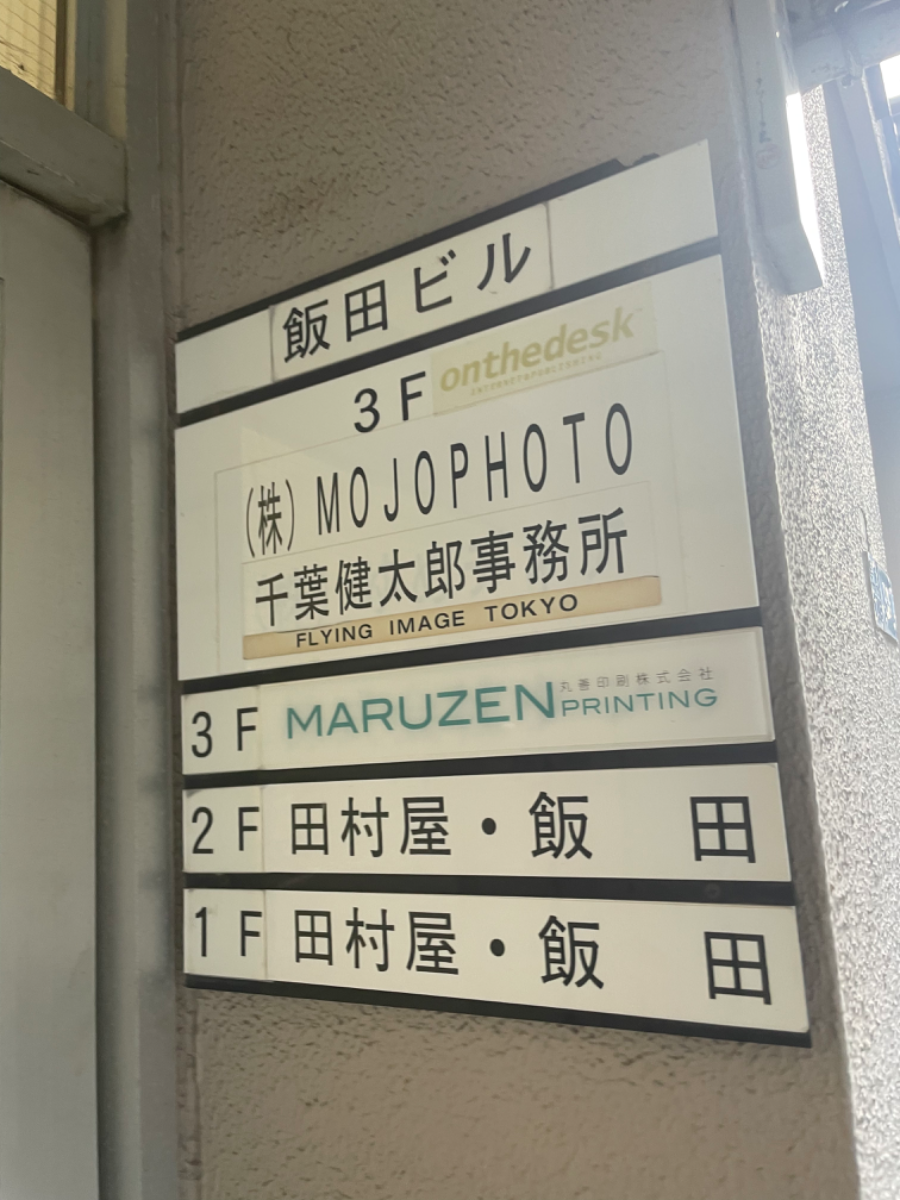 飯田ビル
3F onthedesk
INTERNET&PUBLISHING
(株) MOJOPHOTO
千葉健太郎事務所
FLYING IMAGE TOKYO
3F MARUZEN 丸善印刷株式会社
PRINTING
2F 田村屋・飯 田
1F 田村屋・飯 田